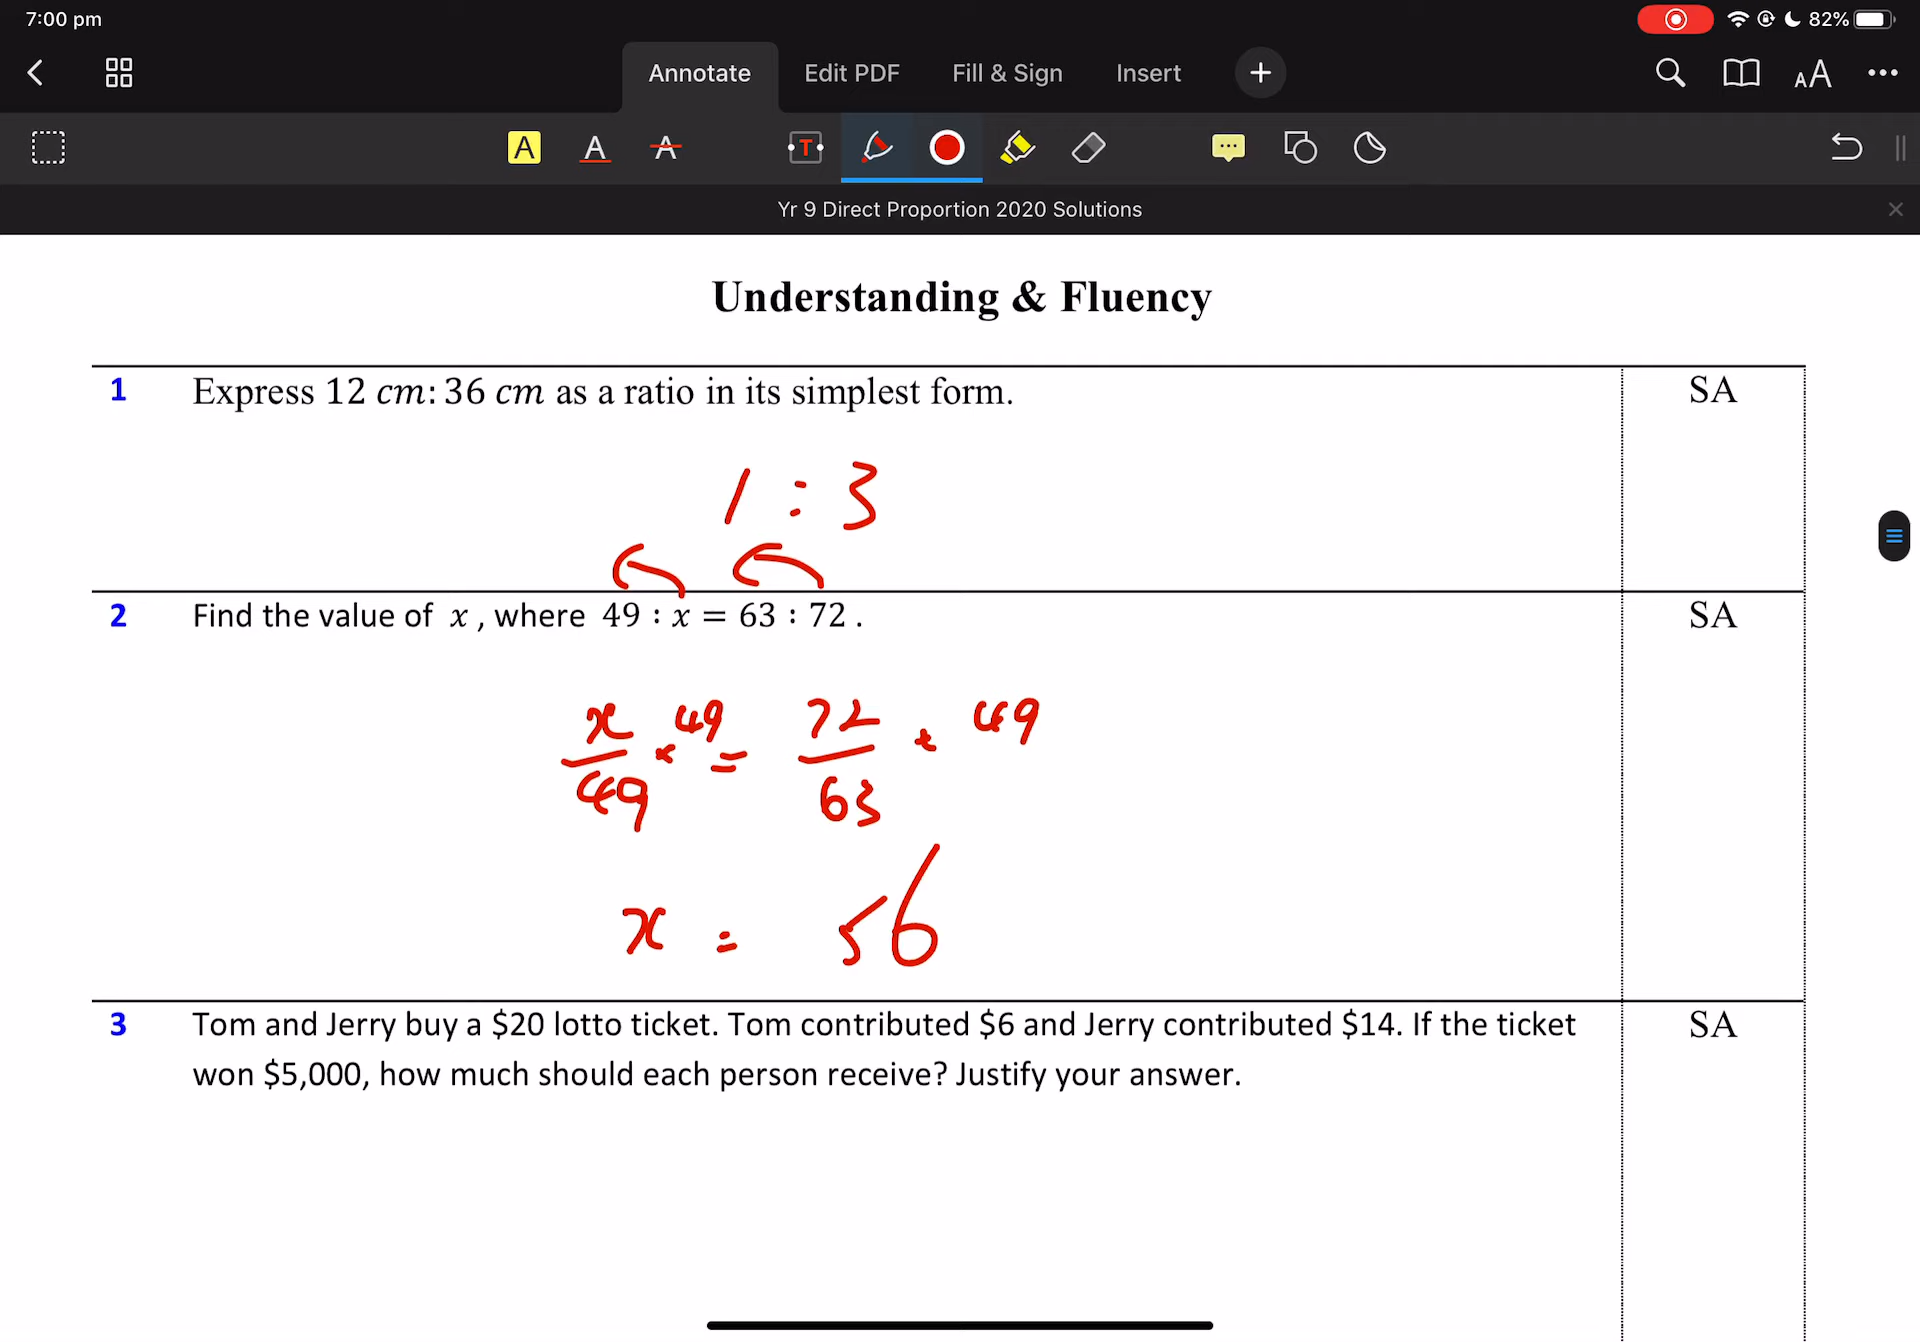 7:00 pm
82%
Annotate Edit PDF Fill & Sign Insert
AA
A A A T
Yr 9 Direct Proportion 2020 Solutions
Understanding & Fluency
1 Express 12 cm: 36 cm as a ratio in its simplest form. SA
1 : 3
2 Find the value of x , where 49 : x = 63 : 72 . SA
x/49 × 49 = 72/63 × 49
x = 56
3 Tom and Jerry buy a $20 lotto ticket. Tom contributed $6 and Jerry contributed $14. If the ticket SA
won $5,000, how much should each person receive? Justify your answer.